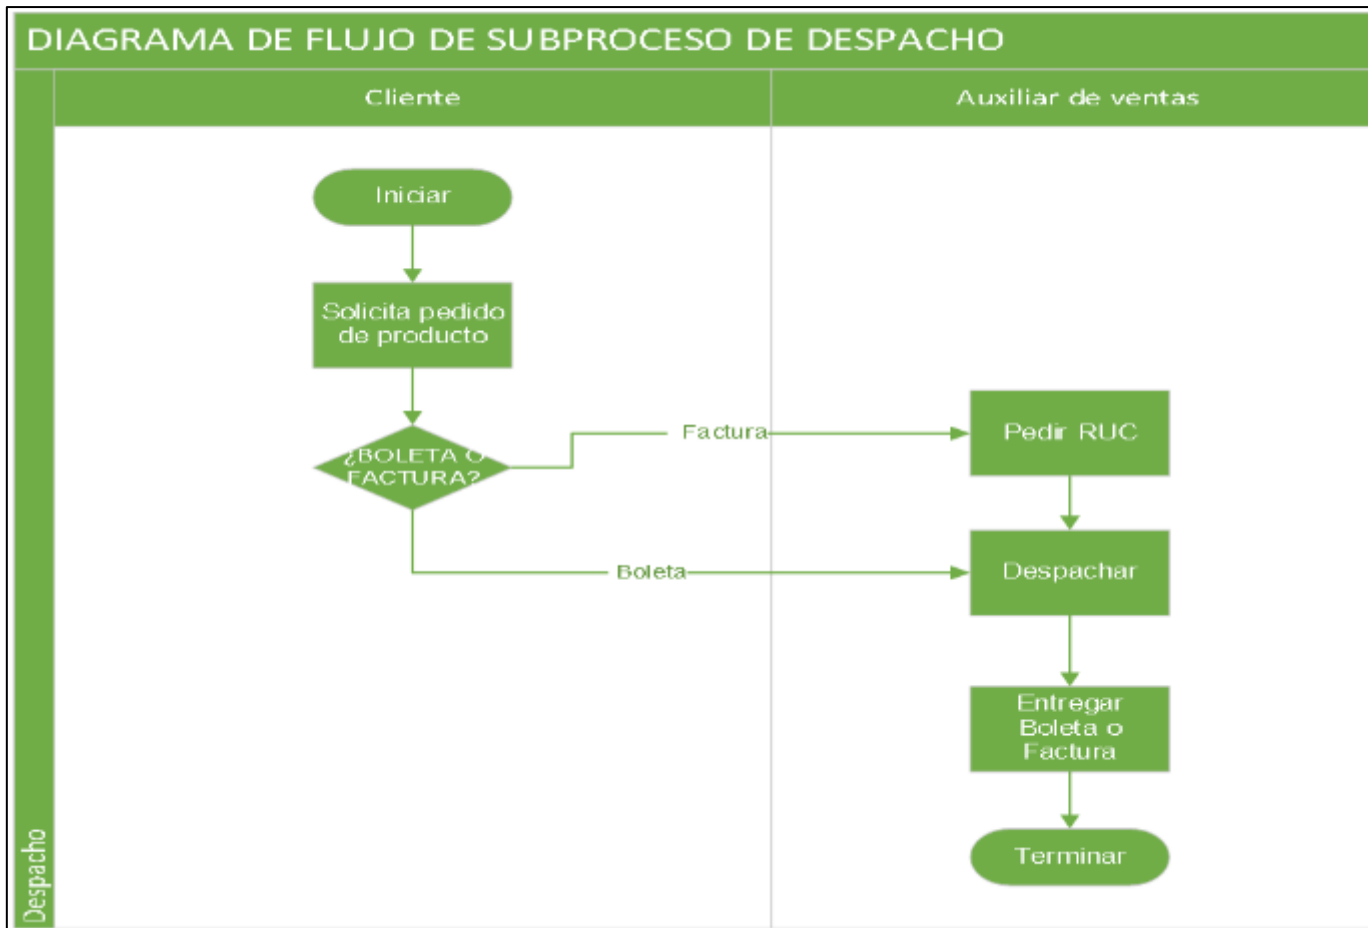 DIAGRAMA DE FLUJO DE SUBPROCESO DE DESPACHO
Cliente
Auxiliar de ventas
Iniciar
Solicita pedido
de producto
¿BOLETA O
FACTURA?
Factura
Pedir RUC
Boleta
Despachar
Entregar
Boleta o
Factura
Terminar
Despacho